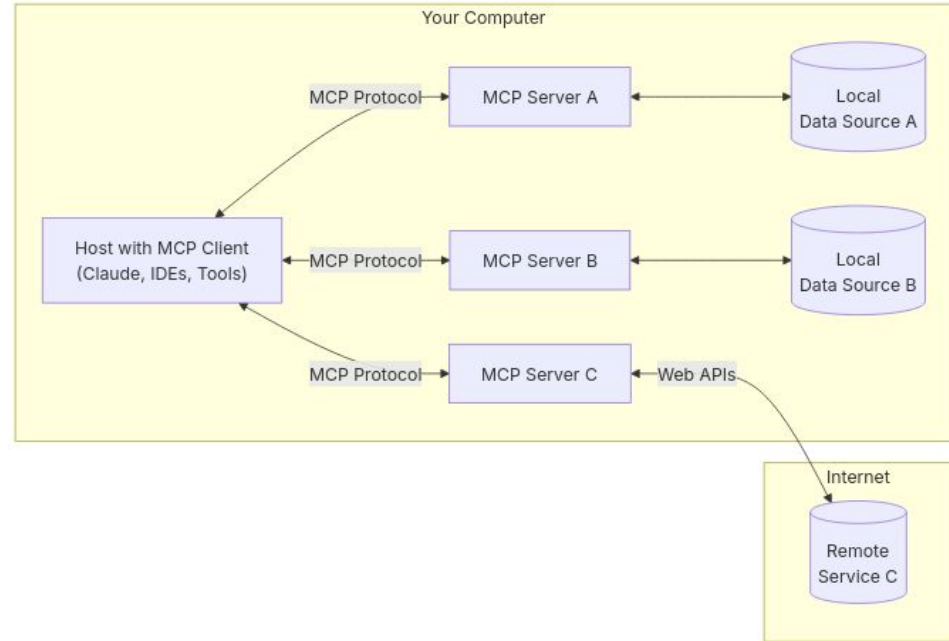 Your Computer
MCP Protocol
MCP Server A
Local
Data Source A
Host with MCP Client
(Claude, IDEs, Tools)
MCP Protocol
MCP Server B
Local
Data Source B
MCP Protocol
MCP Server C
Web APIs
Internet
Remote
Service C